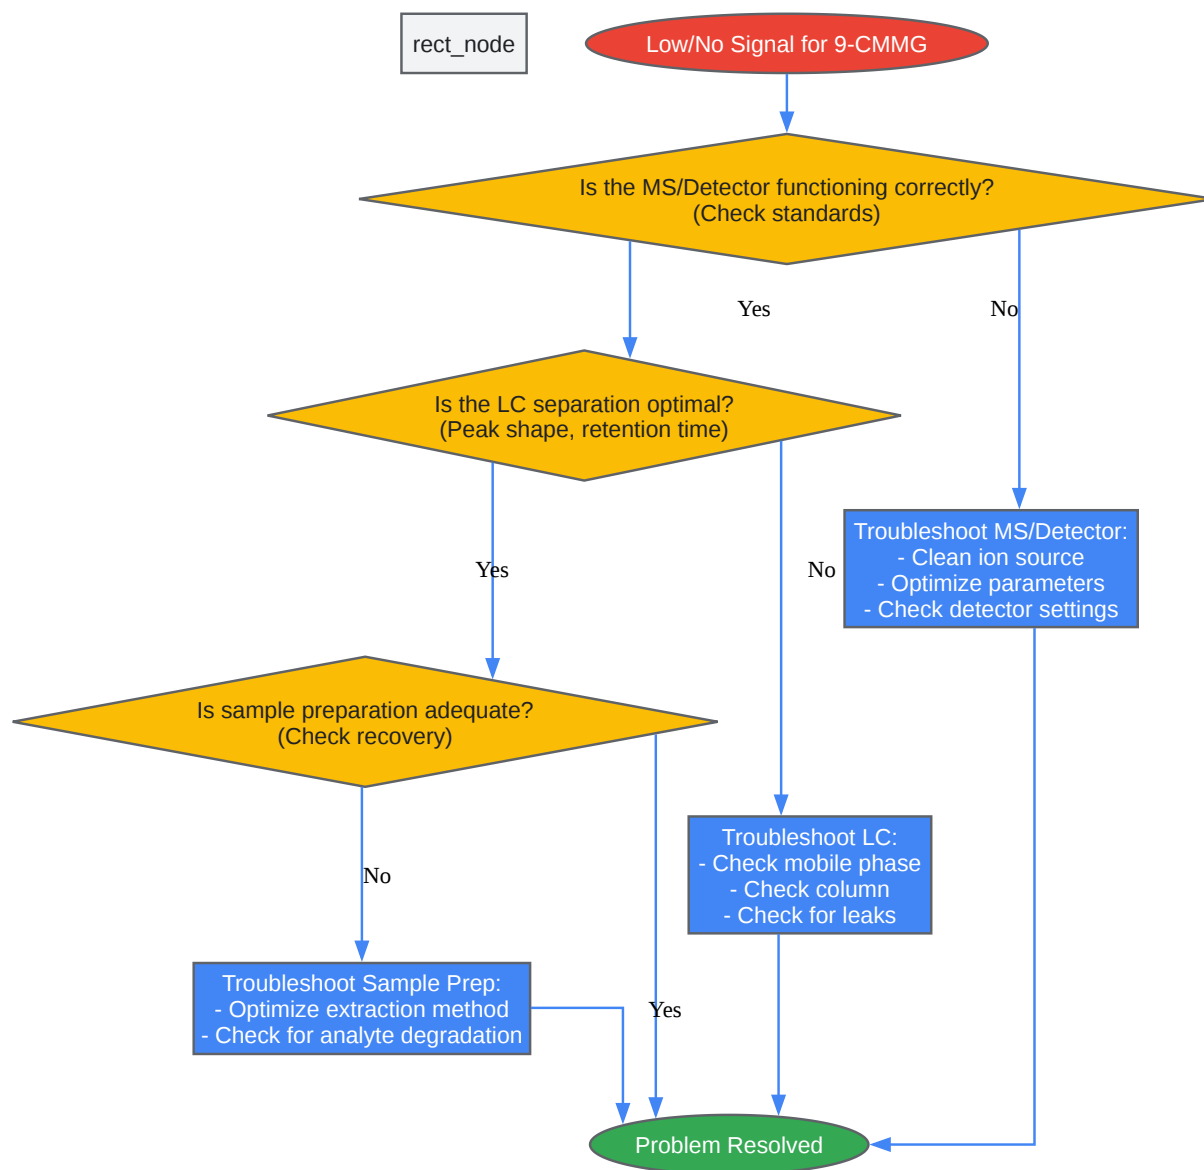 rect_node
Low/No Signal for 9-CMMG
Is the MS/Detector functioning correctly?
(Check standards)
Yes
No
Is the LC separation optimal?
(Peak shape, retention time)
Yes
No
Troubleshoot MS/Detector:
- Clean ion source
- Optimize parameters
- Check detector settings
Is sample preparation adequate?
(Check recovery)
No
Troubleshoot LC:
- Check mobile phase
- Check column
- Check for leaks
Troubleshoot Sample Prep:
- Optimize extraction method
- Check for analyte degradation
Yes
Problem Resolved